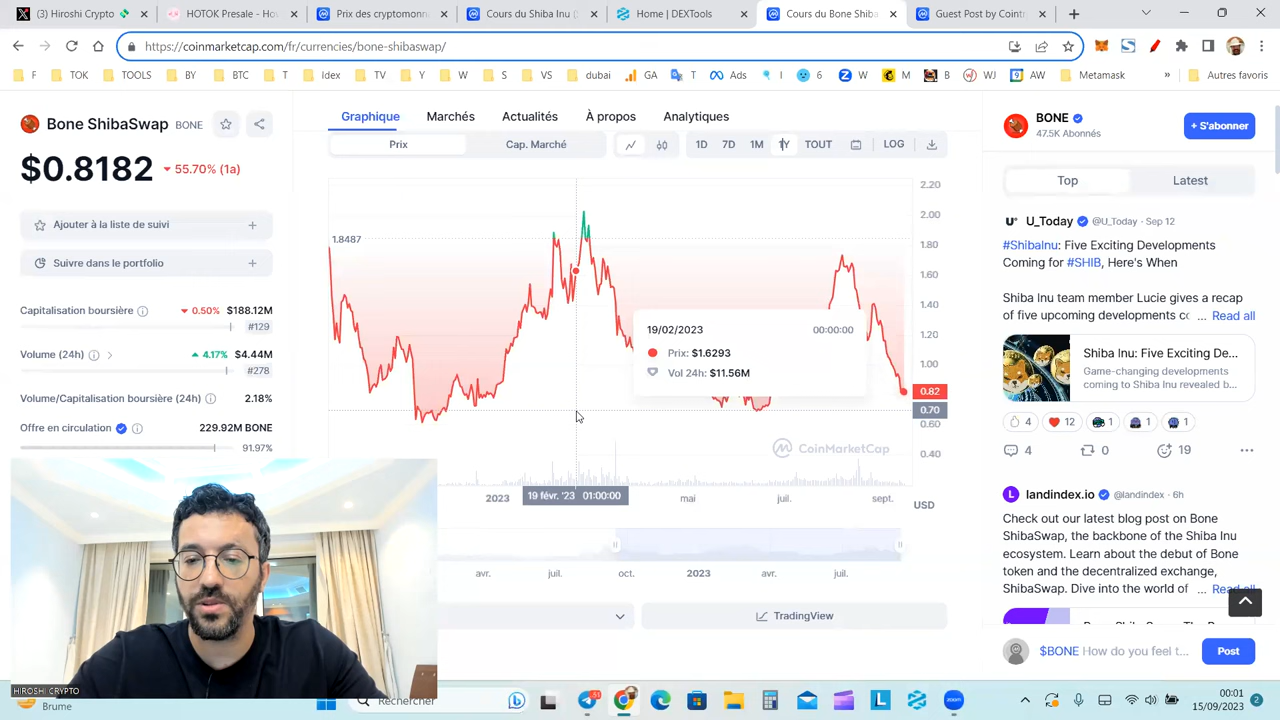 Hiroshi Crypto
HOTOK Presale - Hov
Prix des cryptomonn
Cours du Shiba Inu (S
Home | DEXTools
Cours du Bone Shiba
Guest Post by Cointe
https://coinmarketcap.com/fr/currencies/bone-shibaswap/
F
TOK
TOOLS
BY
BTC
T
Idex
TV
Y
W
S
VS
dubai
GA
T
Ads
I
6
W
M
B
WJ
AW
Metamask
»
Autres favoris
Bone ShibaSwap BONE
$0.8182 55.70% (1a)
Ajouter à la liste de suivi
Suivre dans le portfolio
Capitalisation boursière 0.50% $188.12M
#129
Volume (24h) 4.17% $4.44M
#278
Volume/Capitalisation boursière (24h) 2.18%
Offre en circulation 229.92M BONE
91.97%
Graphique
Marchés
Actualités
À propos
Analytiques
Prix
Cap. Marché
1D
7D
1M
1Y
TOUT
LOG
2.20
2.00
1.8487
1.80
1.60
1.40
1.20
1.00
0.82
0.70
0.60
0.40
19/02/2023 00:00:00
Prix: $1.6293
Vol 24h: $11.56M
CoinMarketCap
2023
19 févr. '23 01:00:00
mai
juil.
sept.
USD
avr.
juil.
oct.
2023
avr.
juil.
TradingView
BONE
47.5K Abonnés
+ S'abonner
Top
Latest
U_Today @U_Today · Sep 12
#ShibaInu: Five Exciting Developments
Coming for #SHIB, Here's When
Shiba Inu team member Lucie gives a recap
of five upcoming developments cc ... Read all
Shiba Inu: Five Exciting De...
Game-changing developments
coming to Shiba Inu revealed b...
4
12
1
1
1
4
0
19
landindex.io @landindex · 6h
Check out our latest blog post on Bone
ShibaSwap, the backbone of the Shiba Inu
ecosystem. Learn about the debut of Bone
token and the decentralized exchange,
ShibaSwap. Dive into the world of ... Read all
$BONE How do you feel t...
Post
HIROSHI CRYPTO
Brume
Rechercher
00:01
15/09/2023
2